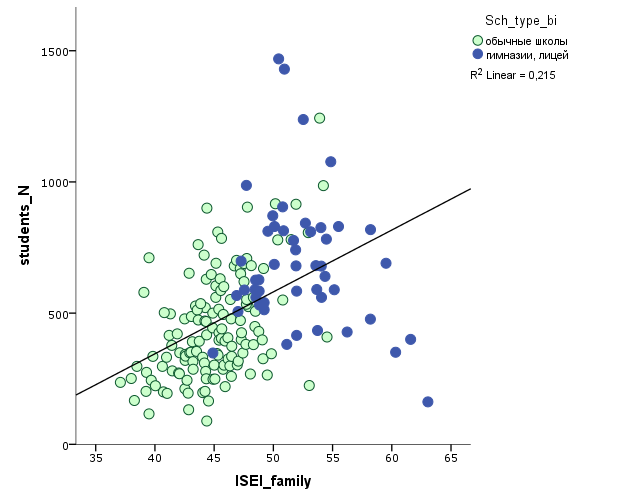 Sch_type_bi
обычные школы
гимназии, лицей
R2 Linear = 0,215
1500
1000
500
0
students_N
35
40
45
50
55
60
65
ISEI_family